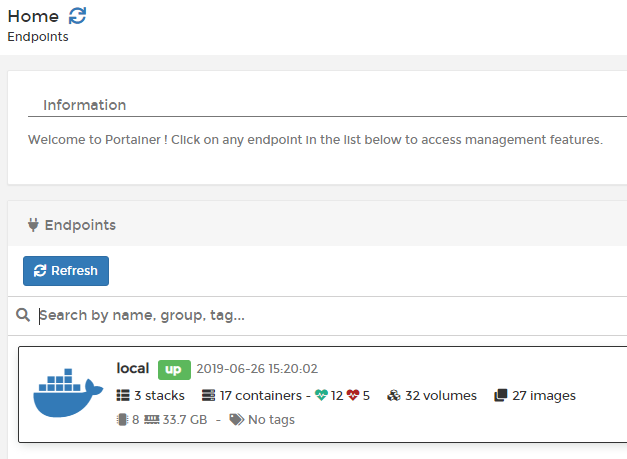 Home
Endpoints
Information
Welcome to Portainer ! Click on any endpoint in the list below to access management features.
Endpoints
Refresh
Search by name, group, tag...
local up 2019-06-26 15:20:02
3 stacks 17 containers - 12 5 32 volumes 27 images
8 33.7 GB - No tags